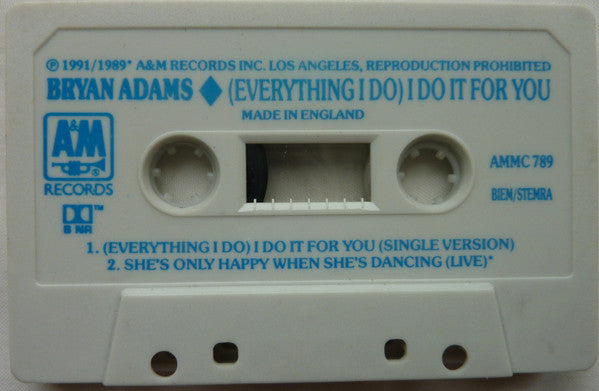 ℗ 1991/1989* A&M RECORDS INC. LOS ANGELES, REPRODUCTION PROHIBITED
BRYAN ADAMS ◆ (EVERYTHING I DO) I DO IT FOR YOU
MADE IN ENGLAND
A&M
RECORDS
AMMC 789
BIEM/STEMRA
DD™
B NR
1. (EVERYTHING I DO) I DO IT FOR YOU (SINGLE VERSION)
2. SHE'S ONLY HAPPY WHEN SHE'S DANCING (LIVE)*